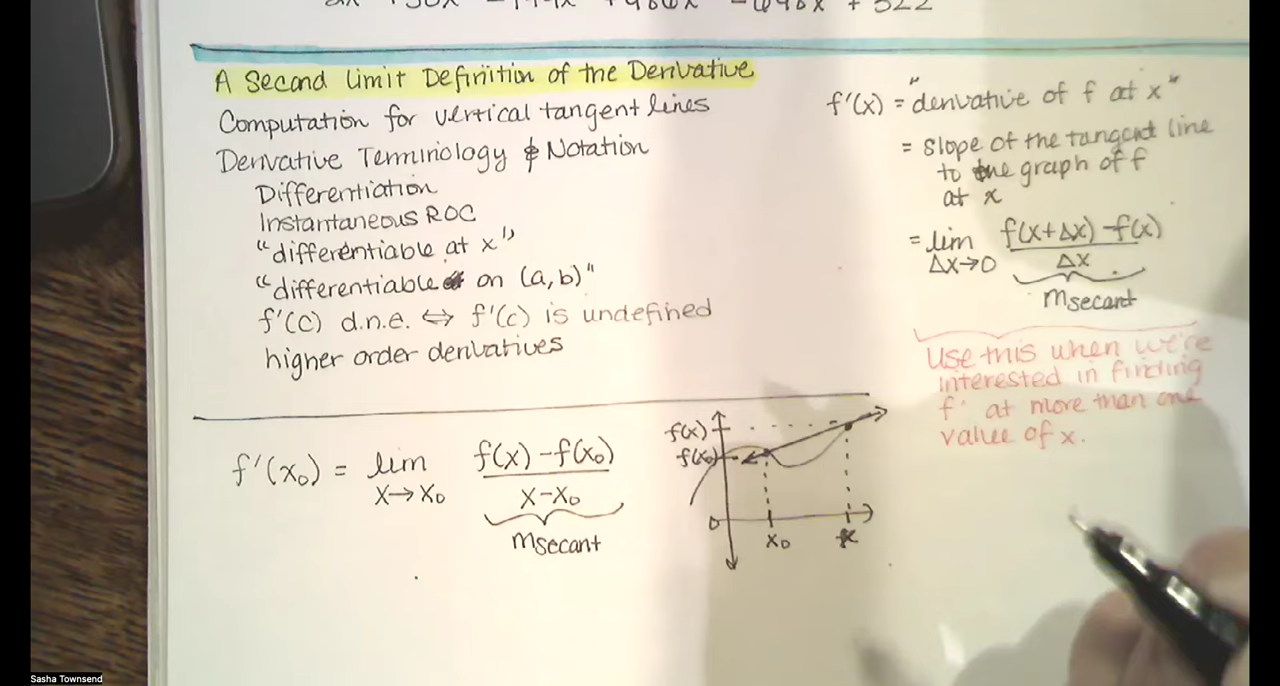 A Second Limit Definition of the Derivative
Computation for vertical tangent lines
Derivative Terminology & Notation
Differentiation
Instantaneous ROC
"differentiable at x"
"differentiable on (a,b)"
f'(c) d.n.e. ⇔ f'(c) is undefined
higher order derivatives
f'(x) = "derivative of f at x"
= slope of the tangent line
to the graph of f
at x
= lim Δx→0 (f(x+Δx) - f(x)) / Δx
msecant
use this when we're
interested in finding
f' at more than one
value of x.
f'(x₀) = lim x→x₀ (f(x) - f(x₀)) / (x - x₀)
msecant
f(x)
f(x₀)
0
x₀
x
Sasha Townsend